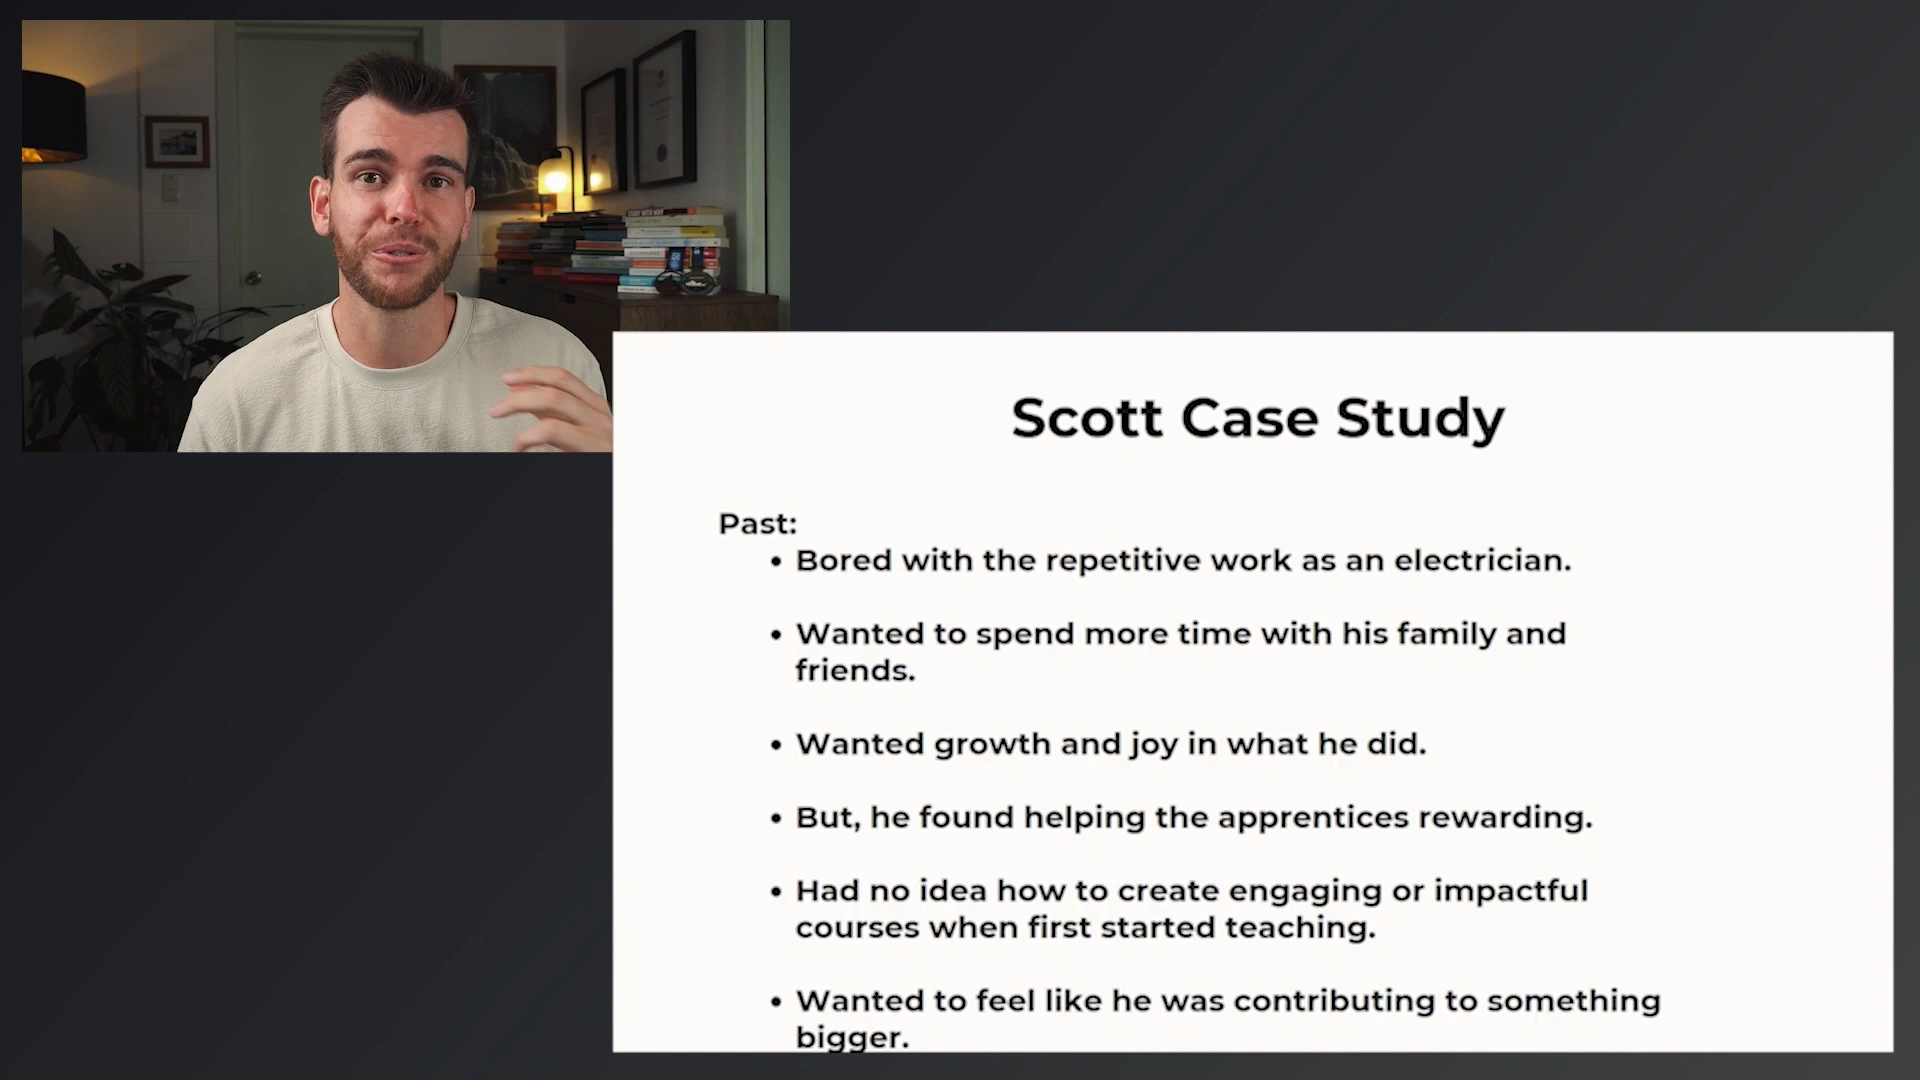 START WITH WHY
Scott Case Study
Past:
• Bored with the repetitive work as an electrician.
• Wanted to spend more time with his family and
friends.
• Wanted growth and joy in what he did.
• But, he found helping the apprentices rewarding.
• Had no idea how to create engaging or impactful
courses when first started teaching.
• Wanted to feel like he was contributing to something
bigger.